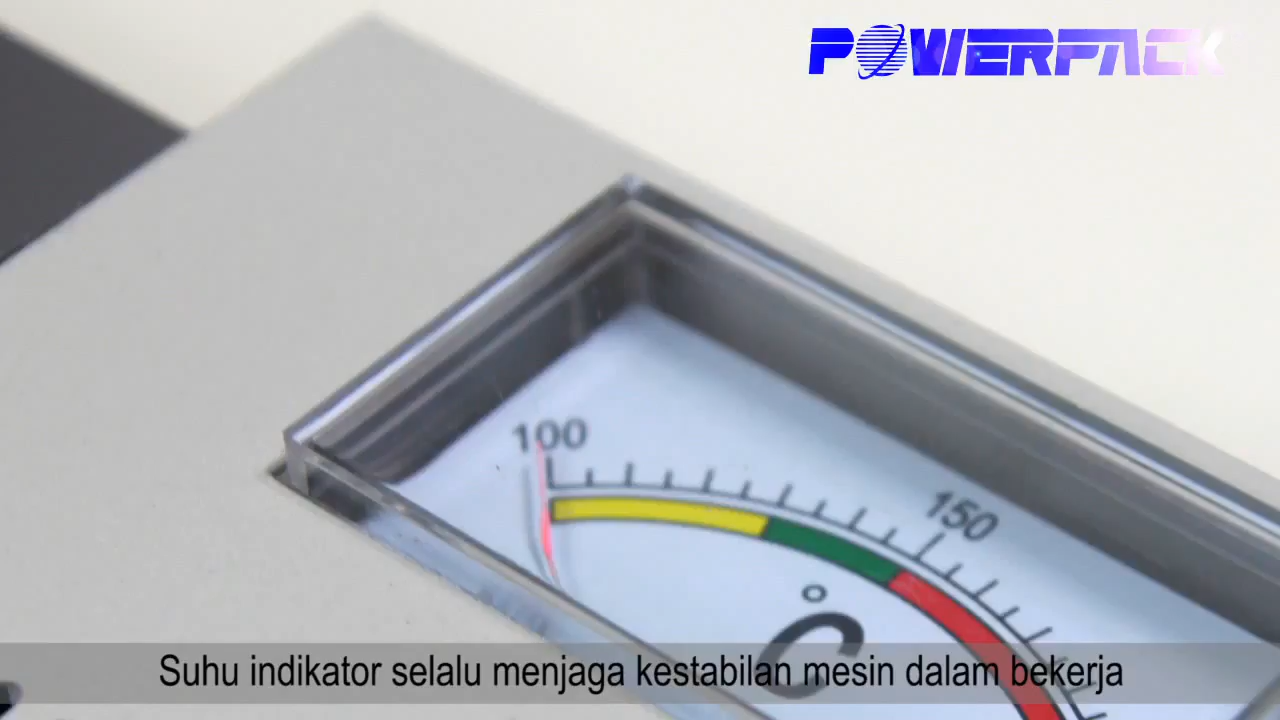 POWERPACK
100
150
°C
Suhu indikator selalu menjaga kestabilan mesin dalam bekerja